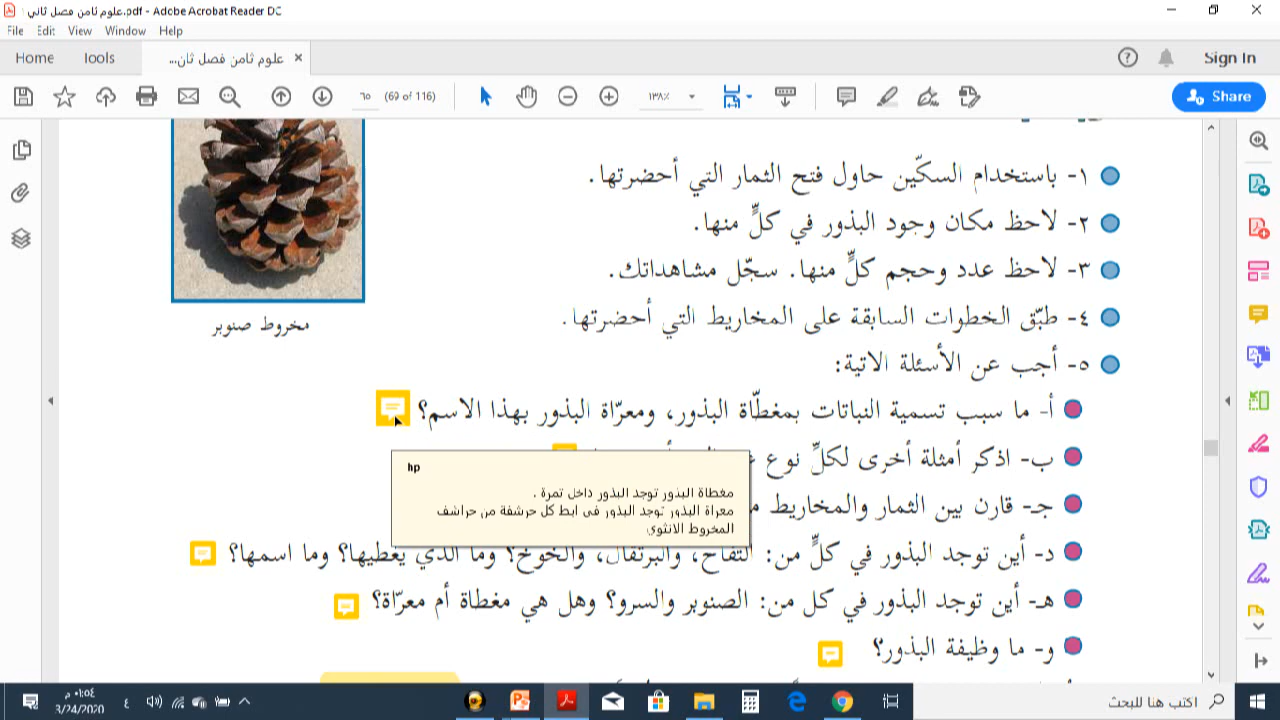 علوم ثامن فصل ثاني.pdf - Adobe Acrobat Reader DC
File Edit View Window Help
Home Tools علوم ثامن فصل ثان... Sign In
٦٥ (69 of 116) ١٣٨٪ Share
١- باستخدام السكّين حاول فتح الثمار التي أحضرتها.
٢- لاحظ مكان وجود البذور في كلٍّ منها.
٣- لاحظ عدد وحجم كلٍّ منها. سجّل مشاهداتك.
٤- طبّق الخطوات السابقة على المخاريط التي أحضرتها.
مخروط صنوبر
٥- أجب عن الأسئلة الاتية:
أ- ما سبب تسمية النباتات بمغطّاة البذور، ومعرّاة البذور بهذا الاسم؟
ب- اذكر أمثلة أخرى لكلِّ نوع
hp
مغطاة البذور توجد البذور داخل ثمرة .
معراة البذور توجد البذور في ابط كل حرشفة من حراشف
المخروط الانثوي
جـ- قارن بين الثمار والمخاريط
د- أين توجد البذور في كلٍّ من: التفاح، والبرتقال، والخوخ؟ وما الذي يغطيها؟ وما اسمها؟
هـ- أين توجد البذور في كل من: الصنوبر والسرو؟ وهل هي مغطاة أم معرّاة؟
و- ما وظيفة البذور؟
اكتب هنا للبحث
٠١:٥٤ م
3/24/2020